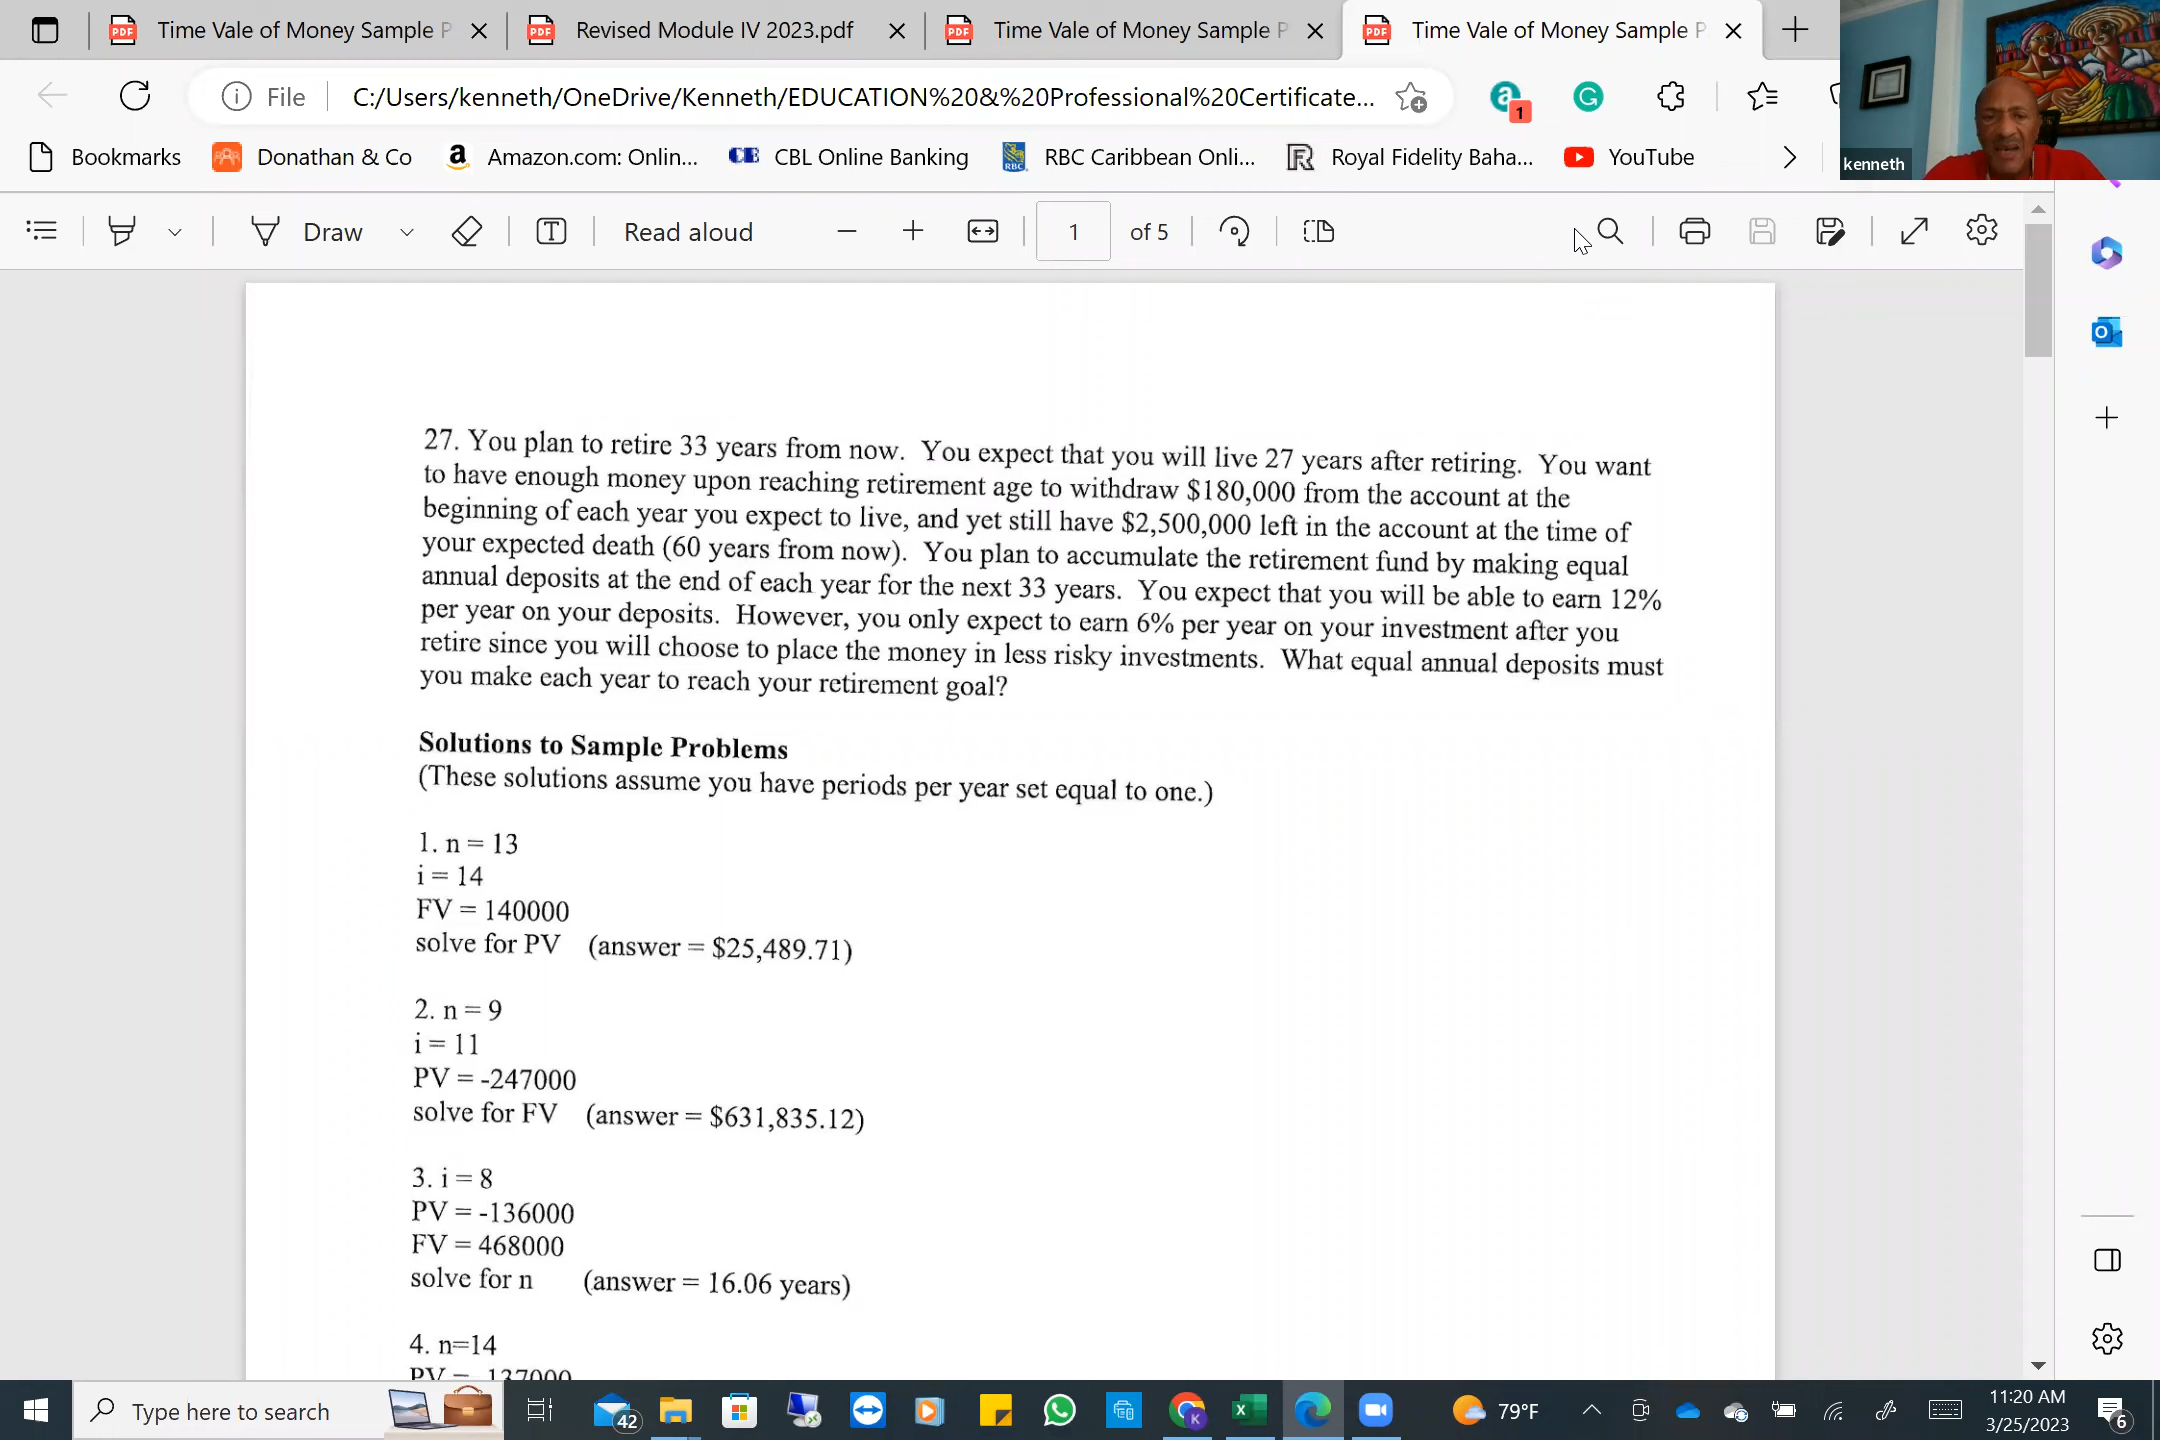 Time Vale of Money Sample P
Revised Module IV 2023.pdf
Time Vale of Money Sample P
Time Vale of Money Sample P
File
C:/Users/kenneth/OneDrive/Kenneth/EDUCATION%20&%20Professional%20Certificate...
1
Bookmarks
Donathan & Co
Amazon.com: Onlin...
CBL Online Banking
RBC Caribbean Onli...
Royal Fidelity Baha...
YouTube
kenneth
Draw
Read aloud
1
of 5
27. You plan to retire 33 years from now. You expect that you will live 27 years after retiring. You want
to have enough money upon reaching retirement age to withdraw $180,000 from the account at the
beginning of each year you expect to live, and yet still have $2,500,000 left in the account at the time of
your expected death (60 years from now). You plan to accumulate the retirement fund by making equal
annual deposits at the end of each year for the next 33 years. You expect that you will be able to earn 12%
per year on your deposits. However, you only expect to earn 6% per year on your investment after you
retire since you will choose to place the money in less risky investments. What equal annual deposits must
you make each year to reach your retirement goal?
Solutions to Sample Problems
(These solutions assume you have periods per year set equal to one.)
1. n = 13
i = 14
FV = 140000
solve for PV (answer = $25,489.71)
2. n = 9
i = 11
PV = -247000
solve for FV (answer = $631,835.12)
3. i = 8
PV = -136000
FV = 468000
solve for n (answer = 16.06 years)
4. n=14
PV = -137000
Type here to search
42
79°F
11:20 AM
3/25/2023
6